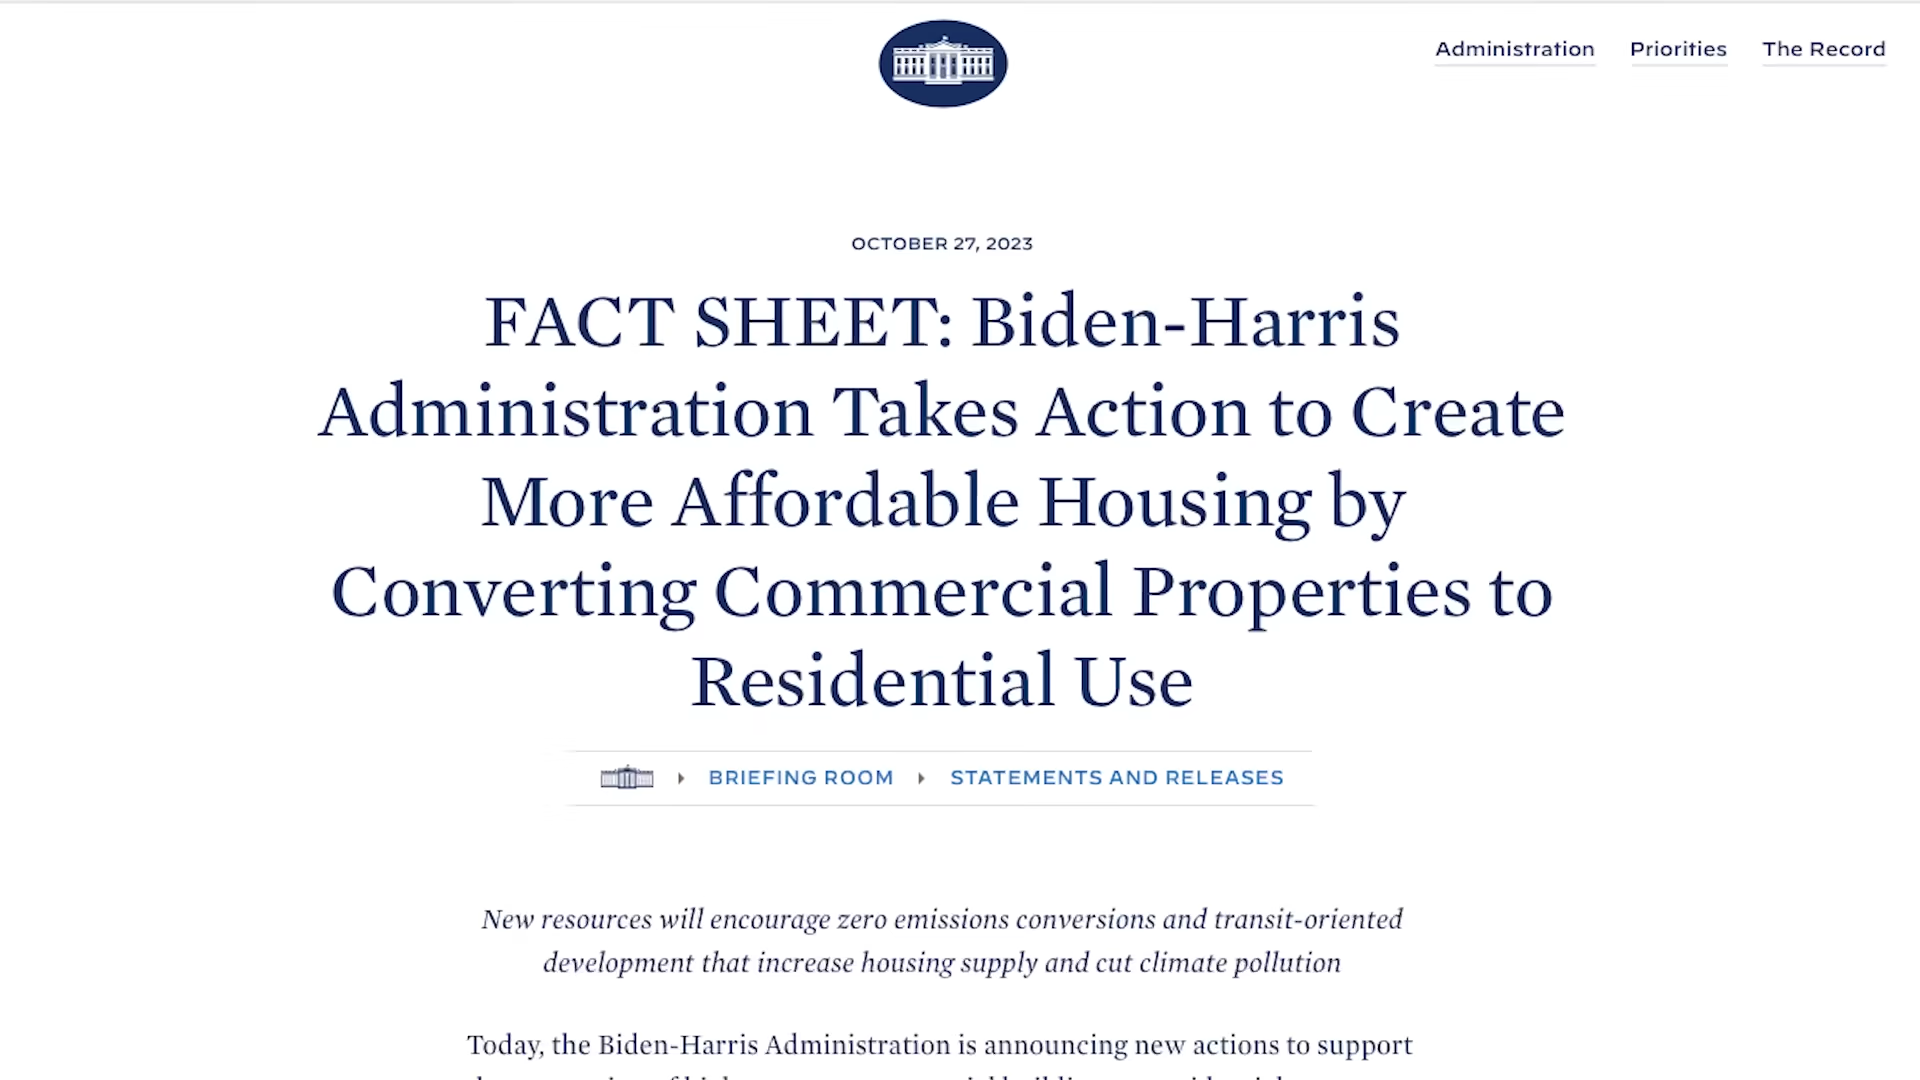 Administration Priorities The Record
OCTOBER 27, 2023
FACT SHEET: Biden-Harris
Administration Takes Action to Create
More Affordable Housing by
Converting Commercial Properties to
Residential Use
BRIEFING ROOM STATEMENTS AND RELEASES
New resources will encourage zero emissions conversions and transit-oriented
development that increase housing supply and cut climate pollution
Today, the Biden-Harris Administration is announcing new actions to support